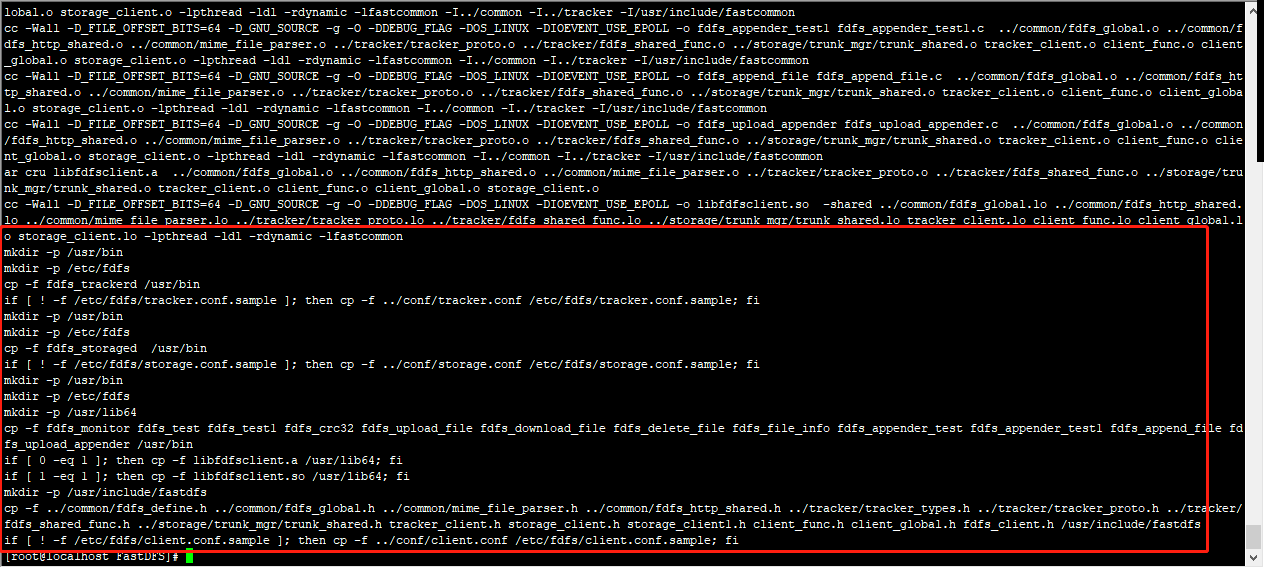 lobal.o storage_client.o -lpthread -ldl -rdynamic -lfastcommon -I../common -I../tracker -I/usr/include/fastcommon
cc -Wall -D_FILE_OFFSET_BITS=64 -D_GNU_SOURCE -g -O -DDEBUG_FLAG -DOS_LINUX -DIOEVENT_USE_EPOLL -o fdfs_appender_test1 fdfs_appender_test1.c  ../common/fdfs_global.o ../common/f
dfs_http_shared.o ../common/mime_file_parser.o ../tracker/tracker_proto.o ../tracker/fdfs_shared_func.o ../storage/trunk_mgr/trunk_shared.o tracker_client.o client_func.o client
_global.o storage_client.o -lpthread -ldl -rdynamic -lfastcommon -I../common -I../tracker -I/usr/include/fastcommon
cc -Wall -D_FILE_OFFSET_BITS=64 -D_GNU_SOURCE -g -O -DDEBUG_FLAG -DOS_LINUX -DIOEVENT_USE_EPOLL -o fdfs_append_file fdfs_append_file.c  ../common/fdfs_global.o ../common/fdfs_ht
tp_shared.o ../common/mime_file_parser.o ../tracker/tracker_proto.o ../tracker/fdfs_shared_func.o ../storage/trunk_mgr/trunk_shared.o tracker_client.o client_func.o client_globa
l.o storage_client.o -lpthread -ldl -rdynamic -lfastcommon -I../common -I../tracker -I/usr/include/fastcommon
cc -Wall -D_FILE_OFFSET_BITS=64 -D_GNU_SOURCE -g -O -DDEBUG_FLAG -DOS_LINUX -DIOEVENT_USE_EPOLL -o fdfs_upload_appender fdfs_upload_appender.c  ../common/fdfs_global.o ../common
/fdfs_http_shared.o ../common/mime_file_parser.o ../tracker/tracker_proto.o ../tracker/fdfs_shared_func.o ../storage/trunk_mgr/trunk_shared.o tracker_client.o client_func.o clie
nt_global.o storage_client.o -lpthread -ldl -rdynamic -lfastcommon -I../common -I../tracker -I/usr/include/fastcommon
ar cru libfdfsclient.a  ../common/fdfs_global.o ../common/fdfs_http_shared.o ../common/mime_file_parser.o ../tracker/tracker_proto.o ../tracker/fdfs_shared_func.o ../storage/tru
nk_mgr/trunk_shared.o tracker_client.o client_func.o client_global.o storage_client.o
cc -Wall -D_FILE_OFFSET_BITS=64 -D_GNU_SOURCE -g -O -DDEBUG_FLAG -DOS_LINUX -DIOEVENT_USE_EPOLL -o libfdfsclient.so  -shared ../common/fdfs_global.lo ../common/fdfs_http_shared.
lo ../common/mime_file_parser.lo ../tracker/tracker_proto.lo ../tracker/fdfs_shared_func.lo ../storage/trunk_mgr/trunk_shared.lo tracker_client.lo client_func.lo client_global.l
o storage_client.lo -lpthread -ldl -rdynamic -lfastcommon
mkdir -p /usr/bin
mkdir -p /etc/fdfs
cp -f fdfs_trackerd /usr/bin
if [ ! -f /etc/fdfs/tracker.conf.sample ]; then cp -f ../conf/tracker.conf /etc/fdfs/tracker.conf.sample; fi
mkdir -p /usr/bin
mkdir -p /etc/fdfs
cp -f fdfs_storaged  /usr/bin
if [ ! -f /etc/fdfs/storage.conf.sample ]; then cp -f ../conf/storage.conf /etc/fdfs/storage.conf.sample; fi
mkdir -p /usr/bin
mkdir -p /etc/fdfs
mkdir -p /usr/lib64
cp -f fdfs_monitor fdfs_test fdfs_test1 fdfs_crc32 fdfs_upload_file fdfs_download_file fdfs_delete_file fdfs_file_info fdfs_appender_test fdfs_appender_test1 fdfs_append_file fd
fs_upload_appender /usr/bin
if [ 0 -eq 1 ]; then cp -f libfdfsclient.a /usr/lib64; fi
if [ 1 -eq 1 ]; then cp -f libfdfsclient.so /usr/lib64; fi
mkdir -p /usr/include/fastdfs
cp -f ../common/fdfs_define.h ../common/fdfs_global.h ../common/mime_file_parser.h ../common/fdfs_http_shared.h ../tracker/tracker_types.h ../tracker/tracker_proto.h ../tracker/
fdfs_shared_func.h ../storage/trunk_mgr/trunk_shared.h tracker_client.h storage_client.h storage_client1.h client_func.h client_global.h fdfs_client.h /usr/include/fastdfs
if [ ! -f /etc/fdfs/client.conf.sample ]; then cp -f ../conf/client.conf /etc/fdfs/client.conf.sample; fi
[root@localhost FastDFS]#